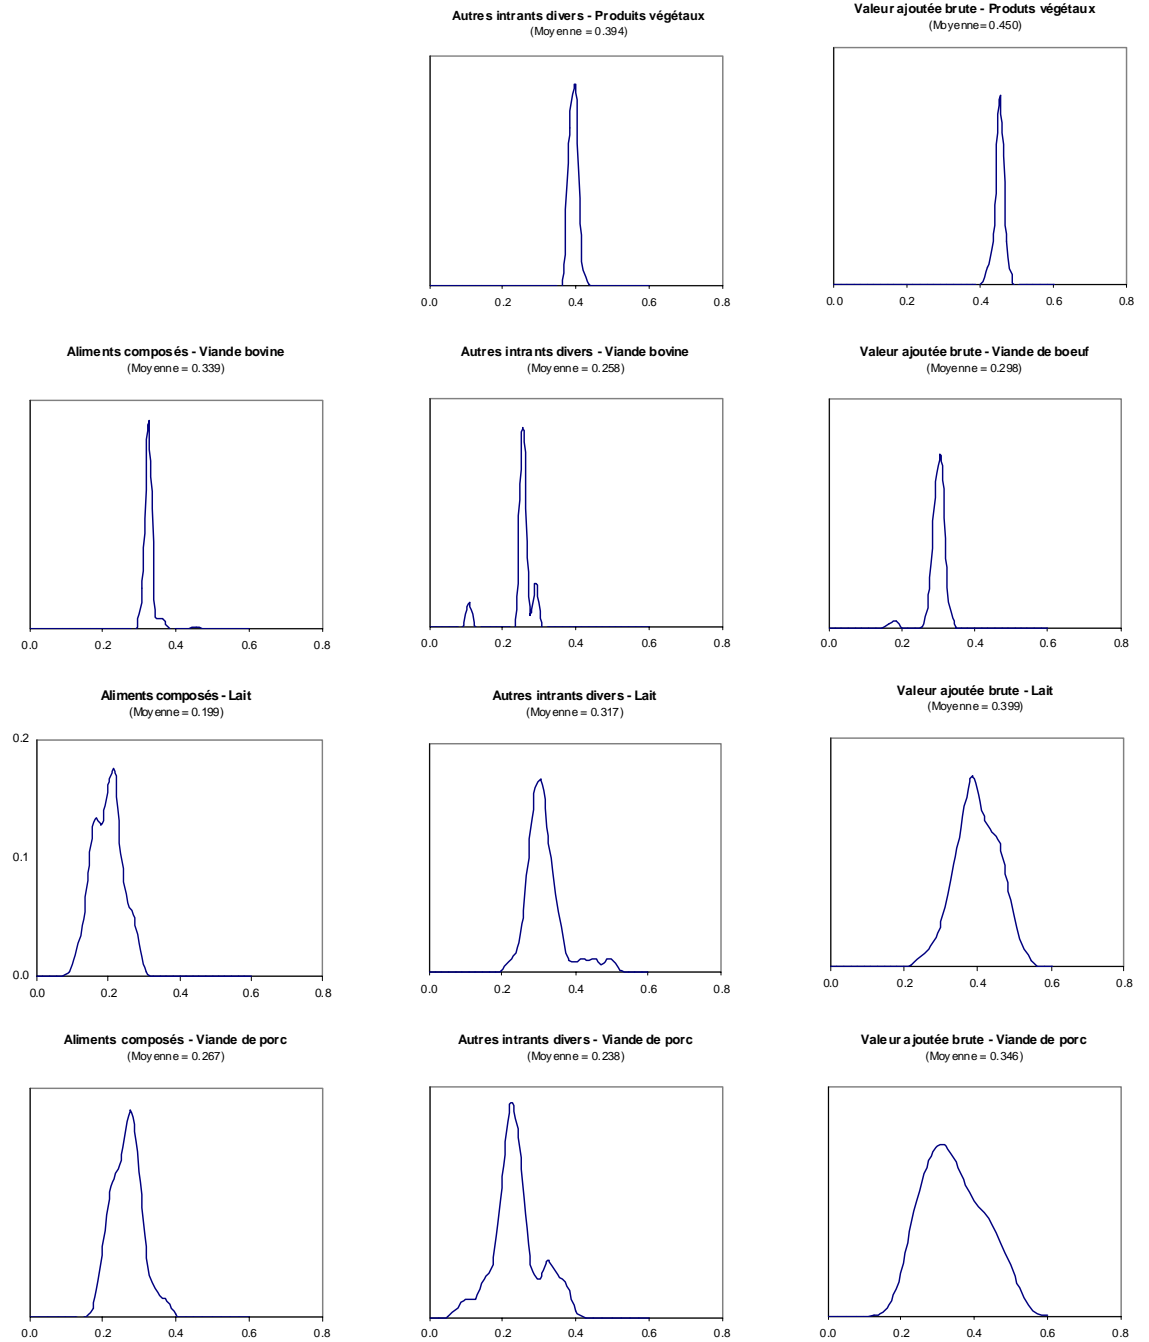 Autres intrants divers - Produits végétaux
(Moyenne = 0.394)
0.0 0.2 0.4 0.6 0.8
Valeur ajoutée brute - Produts végétaux
(Moyenne= 0.450)
0.0 0.2 0.4 0.6 0.8
Aliments composés - Viande bovine
(Moyenne = 0.339)
0.0 0.2 0.4 0.6 0.8
Autres intrants divers - Viande bovine
(Moyenne = 0.258)
0.0 0.2 0.4 0.6 0.8
Valeur ajoutée brute - Viande de boeuf
(Moyenne = 0.298)
0.0 0.2 0.4 0.6 0.8
Aliments composés - Lait
(Moyenne = 0.199)
0.2
0.1
0.0
0.0 0.2 0.4 0.6 0.8
Autres intrants divers - Lait
(Moyenne = 0.317)
0.0 0.2 0.4 0.6 0.8
Valeur ajoutée brute - Lait
(Moyenne = 0.399)
0.0 0.2 0.4 0.6 0.8
Aliments composés - Viande de porc
(Moyenne = 0.267)
0.0 0.2 0.4 0.6 0.8
Autres intrants divers - Viande de porc
(Moyenne = 0.238)
0.0 0.2 0.4 0.6 0.8
Valeur ajoutée brute - Viande de porc
(Moyenne = 0.346)
0.0 0.2 0.4 0.6 0.8